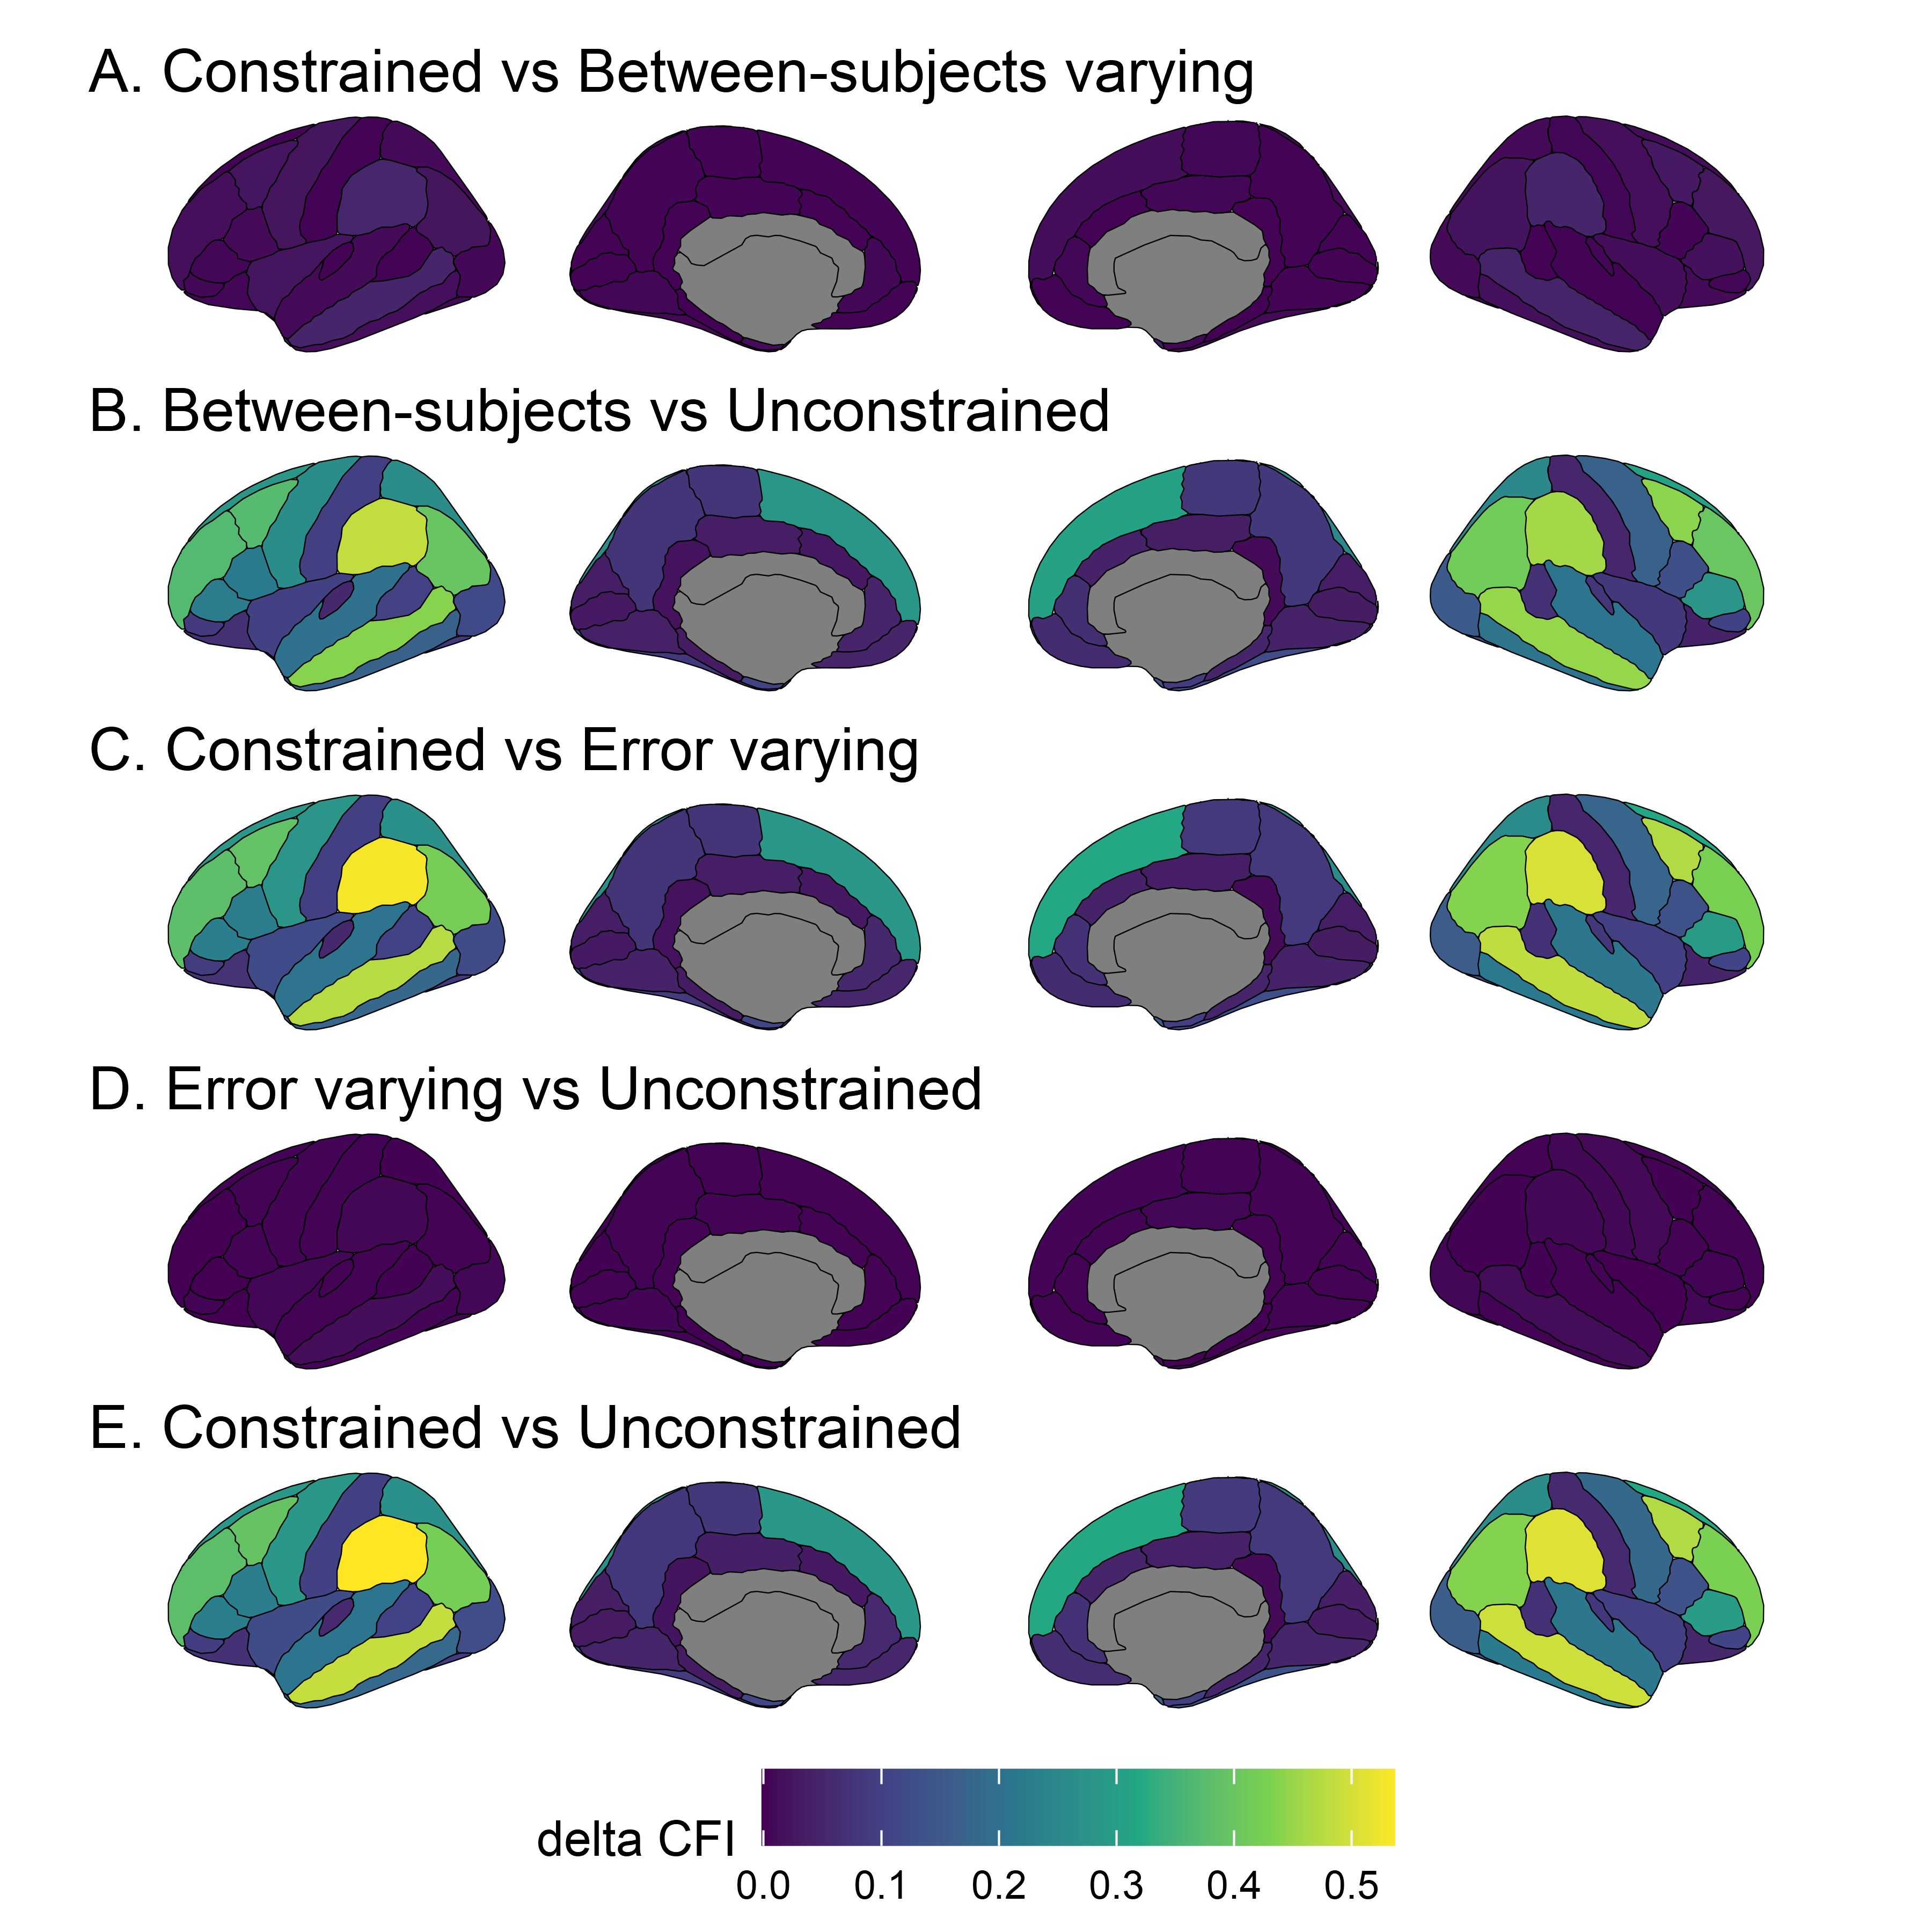 A. Constrained vs Between-subjects varying
B. Between-subjects vs Unconstrained
C. Constrained vs Error varying
D. Error varying vs Unconstrained
E. Constrained vs Unconstrained
delta CFI
0.0 0.1 0.2 0.3 0.4 0.5